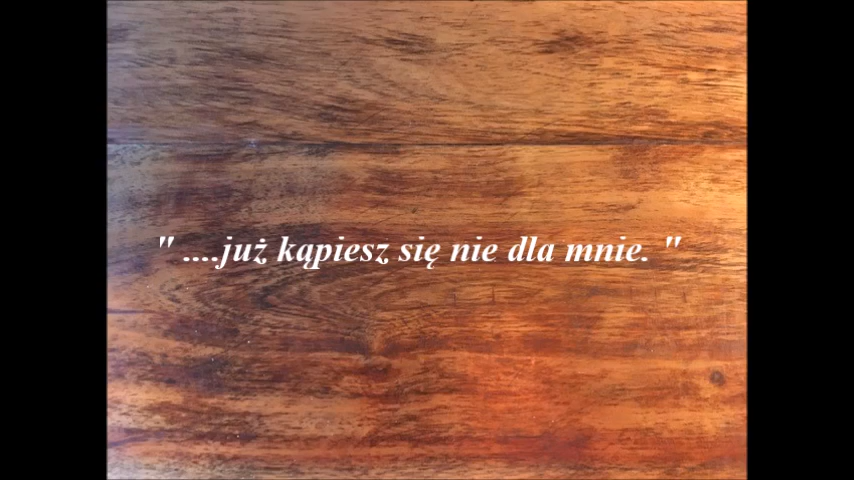 " ....już kąpiesz się nie dla mnie. "